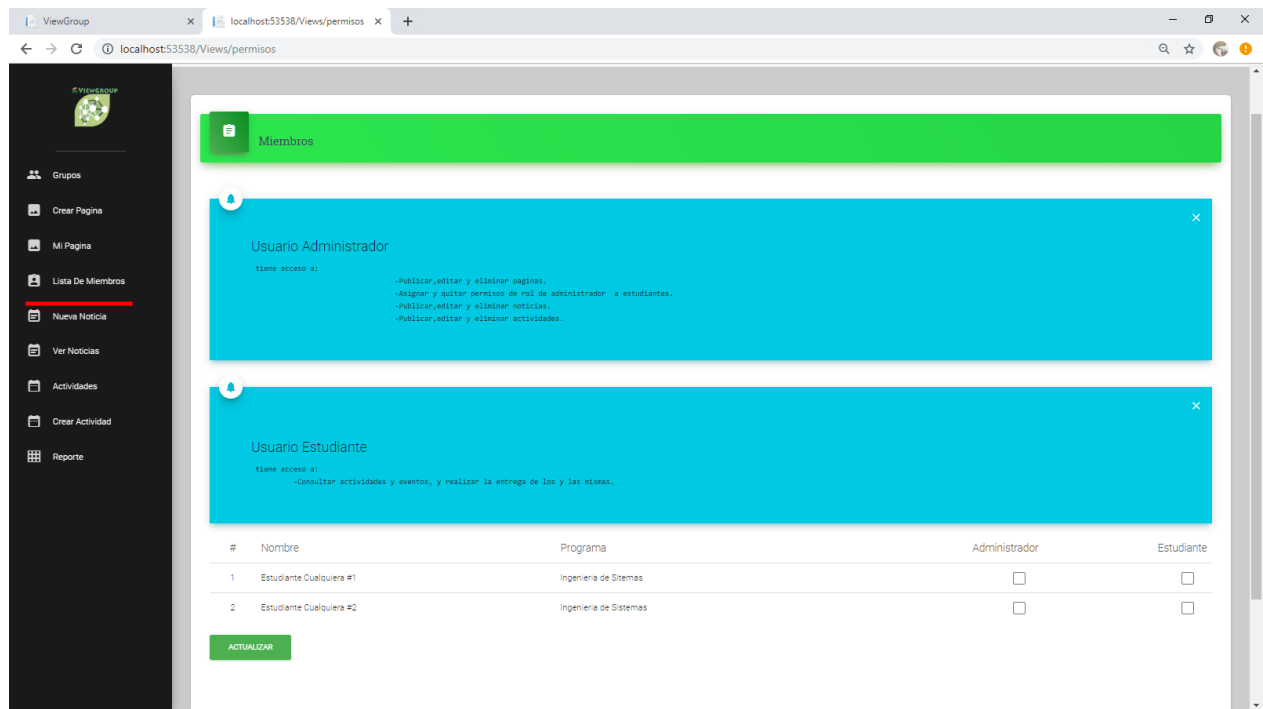 ViewGroup
localhost:53538/Views/permisos
localhost:53538/Views/permisos
VIEWGROUP
Grupos
Crear Pagina
Mi Pagina
Lista De Miembros
Nueva Noticia
Ver Noticias
Actividades
Crear Actividad
Reporte
Miembros
Usuario Administrador
tiene acceso a:
-Publicar,editar y eliminar paginas.
-Asignar y quitar permisos de rol de administrador a estudiantes.
-Publicar,editar y eliminar noticias.
-Publicar,editar y eliminar actividades.
Usuario Estudiante
tiene acceso a:
-Consultar actividades y eventos, y realizar la entrega de los y las mismas.
# Nombre Programa Administrador Estudiante
1 Estudiante Cualquiera #1 Ingenieria de Sitemas
2 Estudiante Cualquiera #2 Ingenieria de Sistemas
ACTUALIZAR